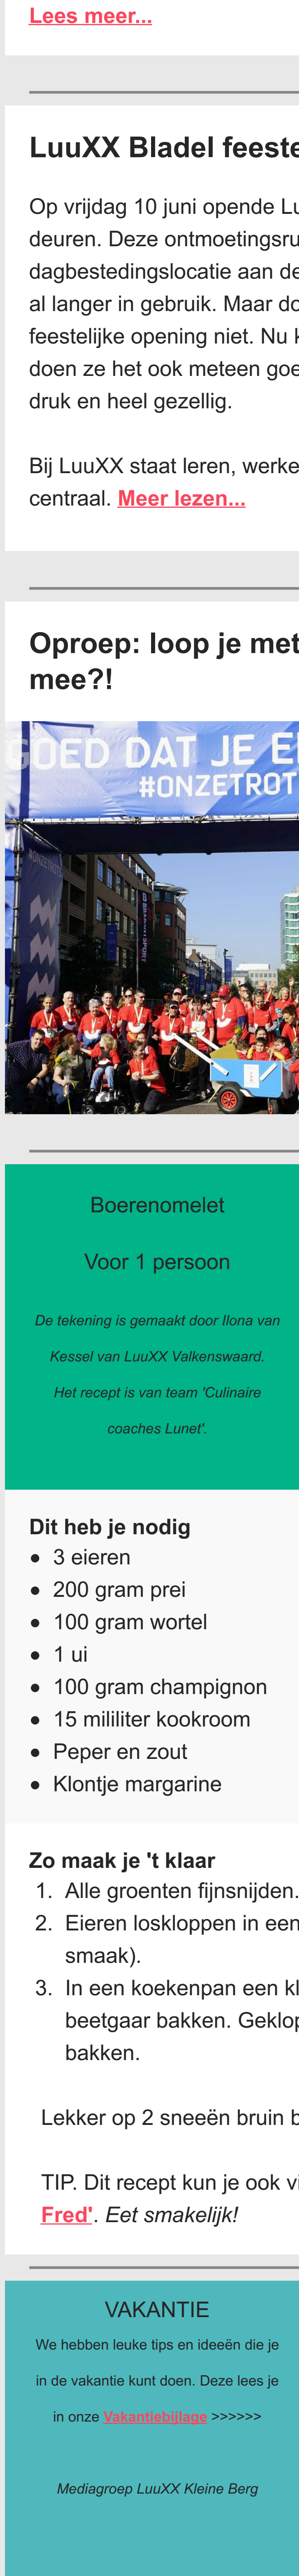 Lees meer...
LuuXX Bladel feeste
Op vrijdag 10 juni opende Lu
deuren. Deze ontmoetingsru
dagbestedingslocatie aan de
al langer in gebruik. Maar do
feestelijke opening niet. Nu k
doen ze het ook meteen goe
druk en heel gezellig.
Bij LuuXX staat leren, werke
centraal. Meer lezen...
Oproep: loop je met
mee?!
GOED DAT JE E
#ONZETROT
Boerenomelet
Voor 1 persoon
De tekening is gemaakt door Ilona van
Kessel van LuuXX Valkenswaard.
Het recept is van team 'Culinaire
coaches Lunet'.
Dit heb je nodig
● 3 eieren
● 200 gram prei
● 100 gram wortel
● 1 ui
● 100 gram champignon
● 15 mililiter kookroom
● Peper en zout
● Klontje margarine
Zo maak je 't klaar
1. Alle groenten fijnsnijden.
2. Eieren loskloppen in een
smaak).
3. In een koekenpan een kl
beetgaar bakken. Geklop
bakken.
Lekker op 2 sneeën bruin b
TIP. Dit recept kun je ook vi
Fred'. Eet smakelijk!
VAKANTIE
We hebben leuke tips en ideeën die je
in de vakantie kunt doen. Deze lees je
in onze Vakantiebijlage >>>>>>
Mediagroep LuuXX Kleine Berg